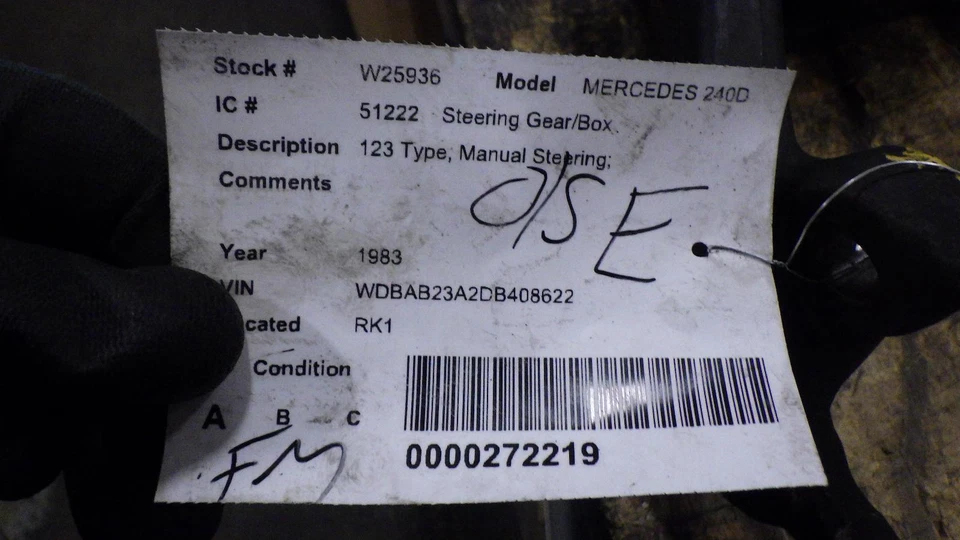 Stock # W25936 Model MERCEDES 240D
IC # 51222 Steering Gear/Box
Description 123 Type, Manual Steering;
Comments
O/S E
Year 1983
VIN WDBAB23A2DB408622
cated RK1
Condition
A B C
FM
0000272219